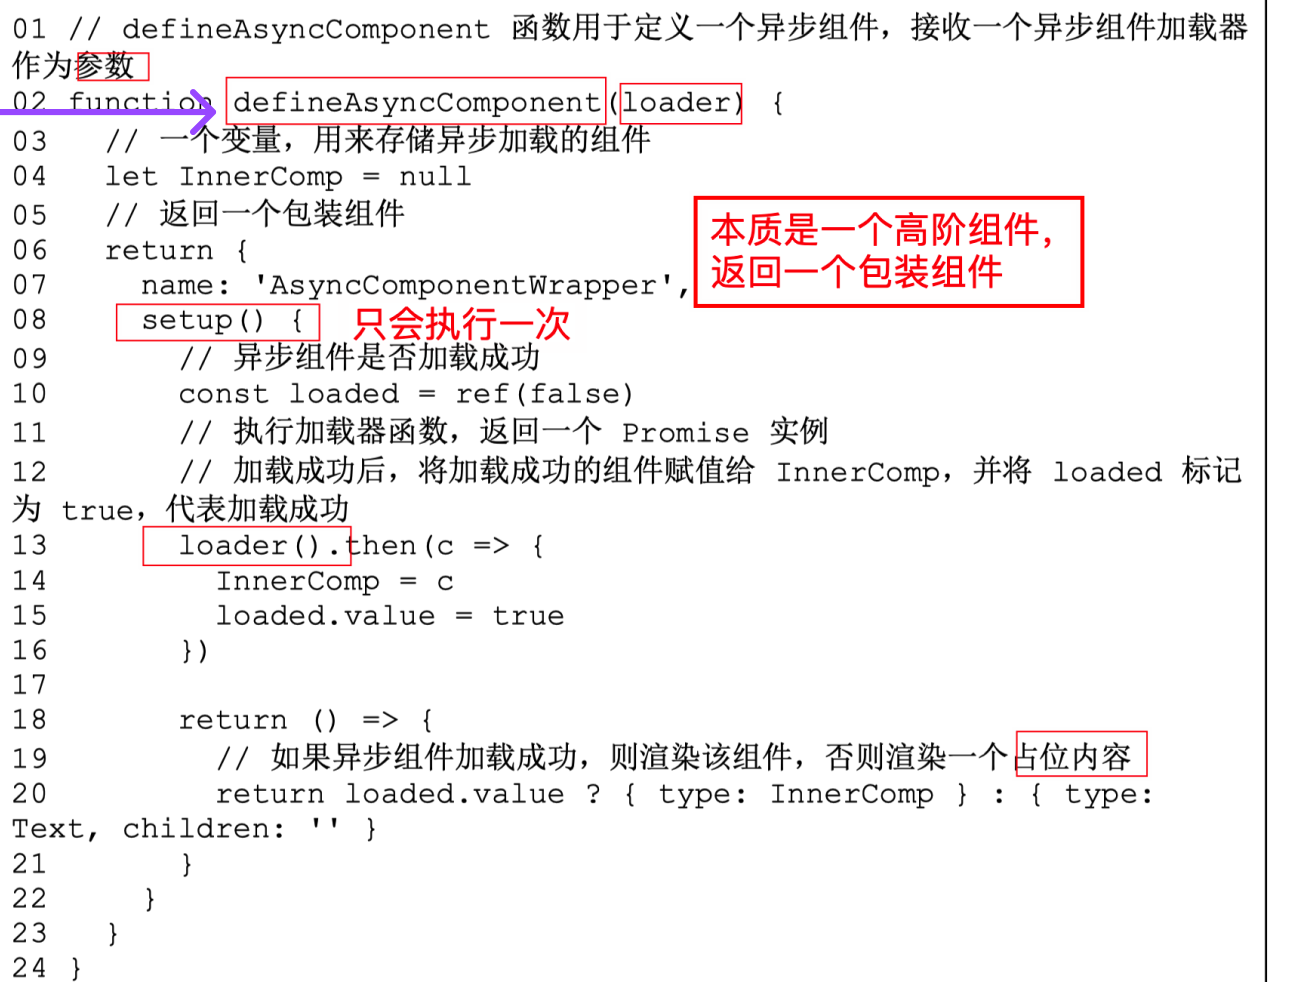 01 // defineAsyncComponent 函数用于定义一个异步组件，接收一个异步组件加载器
作为参数
02 function defineAsyncComponent(loader) {
03   // 一个变量，用来存储异步加载的组件
04   let InnerComp = null
05   // 返回一个包装组件
06   return {
本质是一个高阶组件，
返回一个包装组件
07     name: 'AsyncComponentWrapper',
08     setup() {
只会执行一次
09       // 异步组件是否加载成功
10       const loaded = ref(false)
11       // 执行加载器函数，返回一个 Promise 实例
12       // 加载成功后，将加载成功的组件赋值给 InnerComp，并将 loaded 标记
为 true，代表加载成功
13       loader().then(c => {
14         InnerComp = c
15         loaded.value = true
16       })
17
18       return () => {
19         // 如果异步组件加载成功，则渲染该组件，否则渲染一个占位内容
20         return loaded.value ? { type: InnerComp } : { type:
Text, children: '' }
21       }
22     }
23   }
24 }